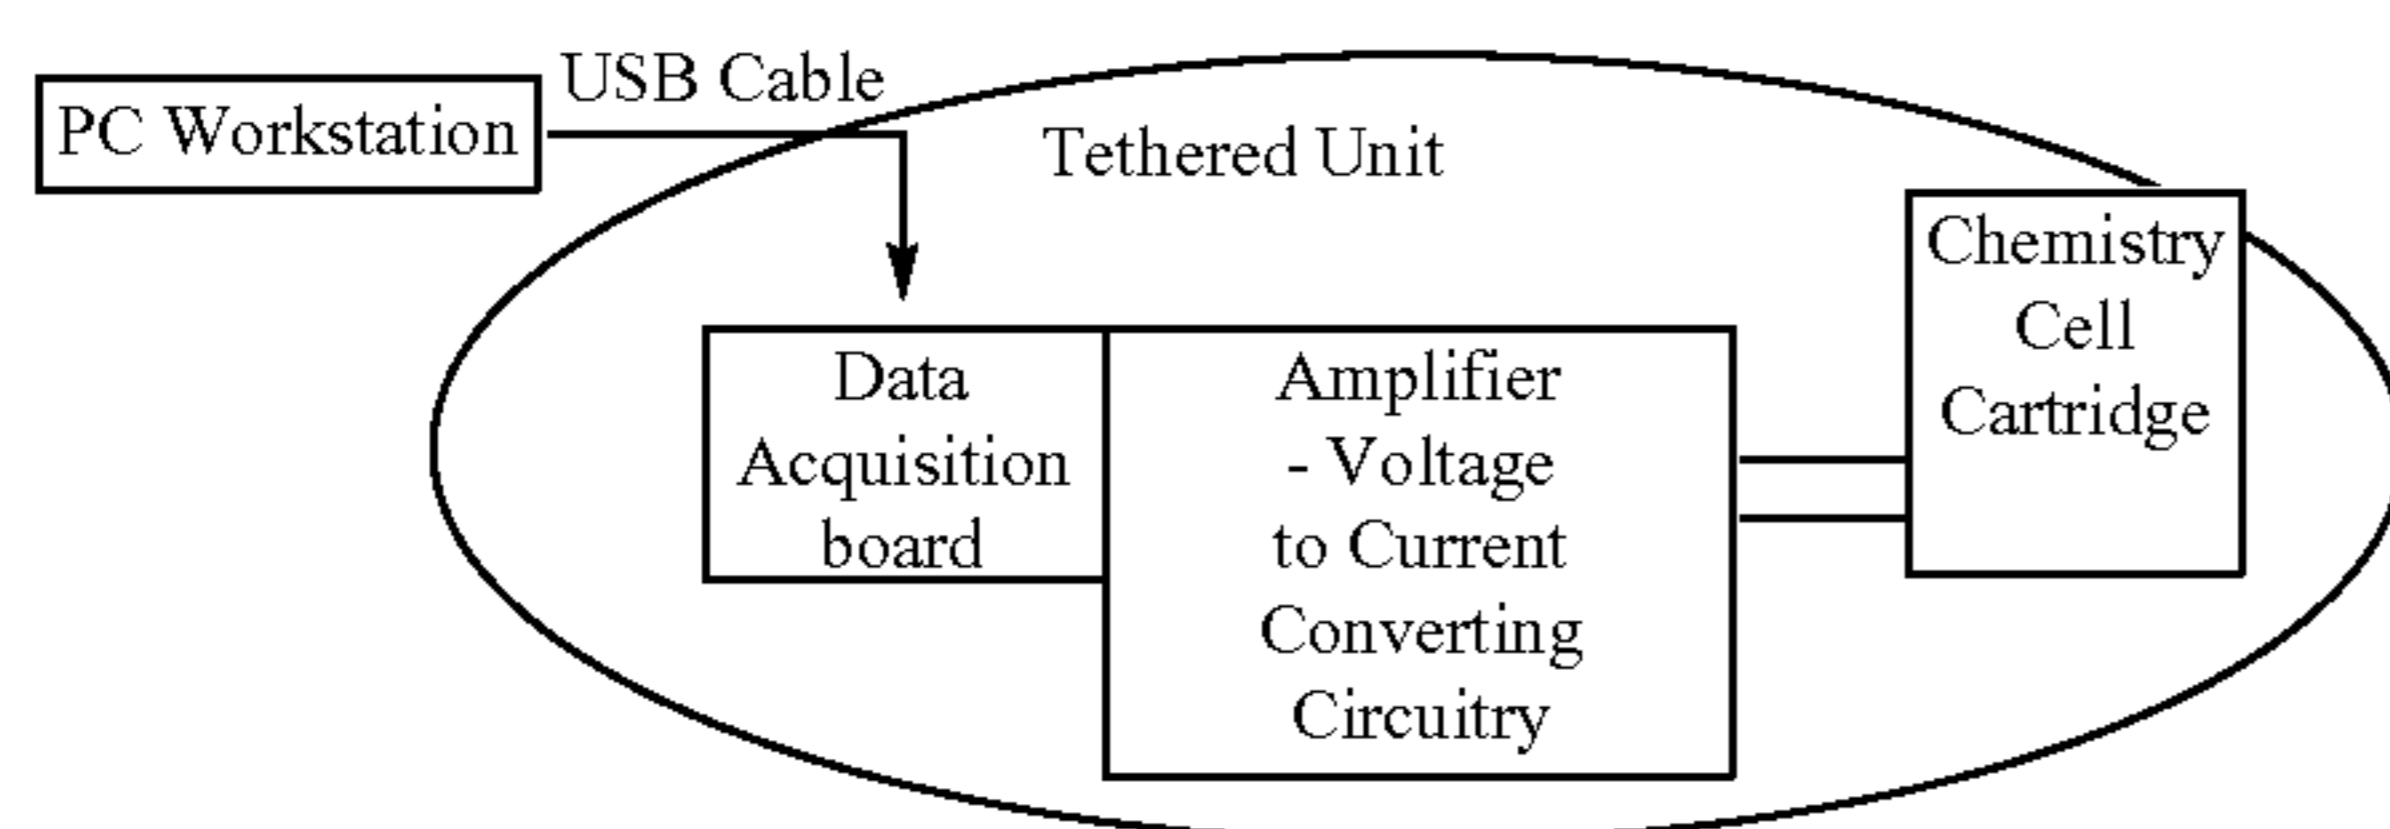 PC Workstation
USB Cable
Tethered Unit
Data
Acquisition
board
Amplifier
- Voltage
to Current
Converting
Circuitry
Chemistry
Cell
Cartridge